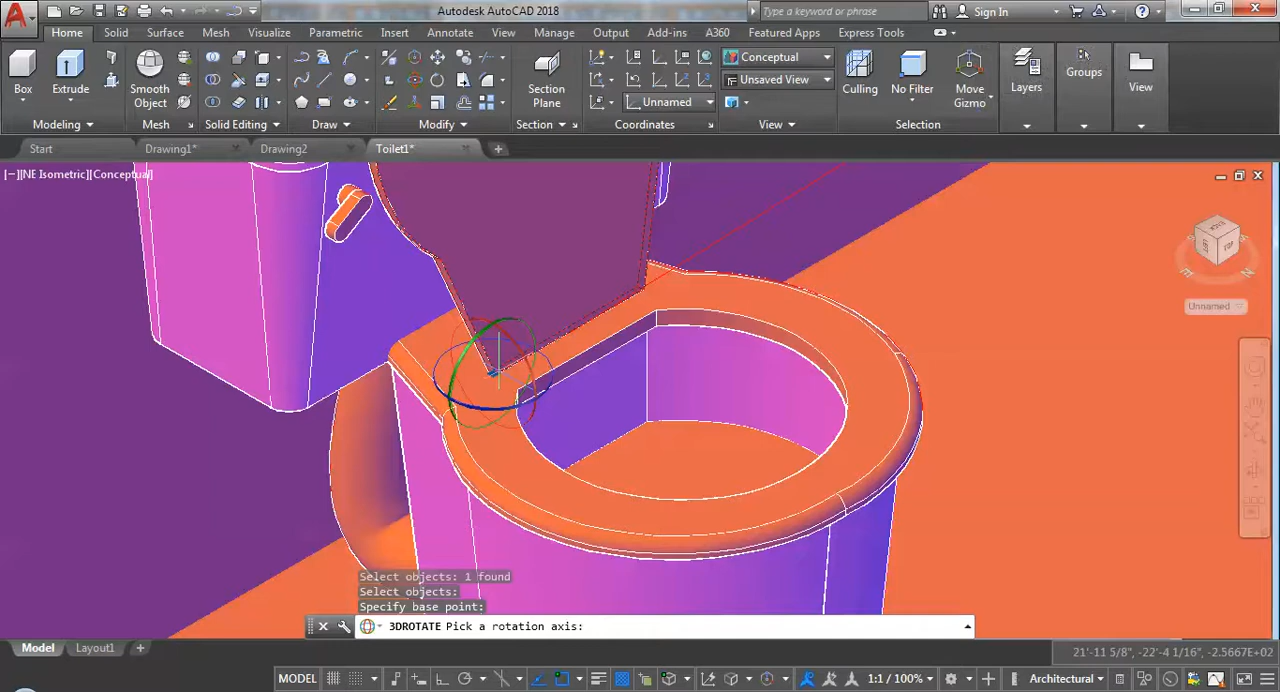 Autodesk AutoCAD 2018
Toilet1.dwg
Type a keyword or phrase
Sign In
Home Solid Surface Mesh Visualize Parametric Insert Annotate View Manage Output Add-ins A360 Featured Apps Express Tools
Box
Extrude
Smooth
Object
Section
Plane
Conceptual
Unsaved View
Unnamed
Culling
No Filter
Move
Gizmo
Layers
Groups
View
Modeling
Mesh
Solid Editing
Draw
Modify
Section
Coordinates
View
Selection
Start
Drawing1*
Drawing2
Toilet1*
[−][NE Isometric][Conceptual]
TOP
Unnamed
Select objects: 1 found
Select objects:
Specify base point:
3DROTATE Pick a rotation axis:
Model
Layout1
21'-11 5/8", -22'-4 1/16", -2.5667E+02
MODEL
1:1 / 100%
Architectural